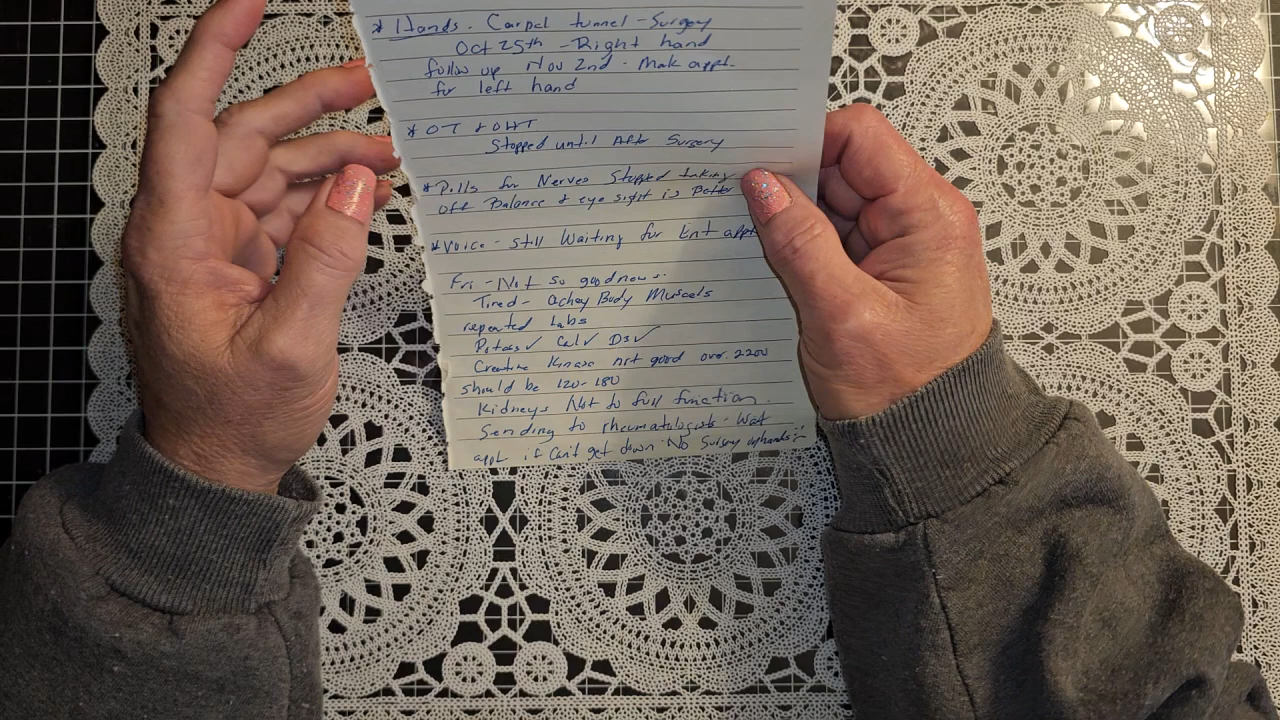 * Hands. Carpel tunnel - Surgery
Oct 25th - Right hand
follow up Nov 2nd - Make appt.
for left hand
* OT & OHT
Stopped until After Surgery
* Pills for Nerves Stopped taking
off Balance & eye sight is Better
* Voice - still Waiting for Ent appt
Fri - Not so good news.
Tired - achey Body Muscels
repeated Labs
Potass ✓ Cal ✓ D3 ✓
Creatine Kinase not good over 2200
should be 120-180
Kidneys Not to full function.
Sending to rheumatologists - Wait
appt if Can't get down - No Surgery